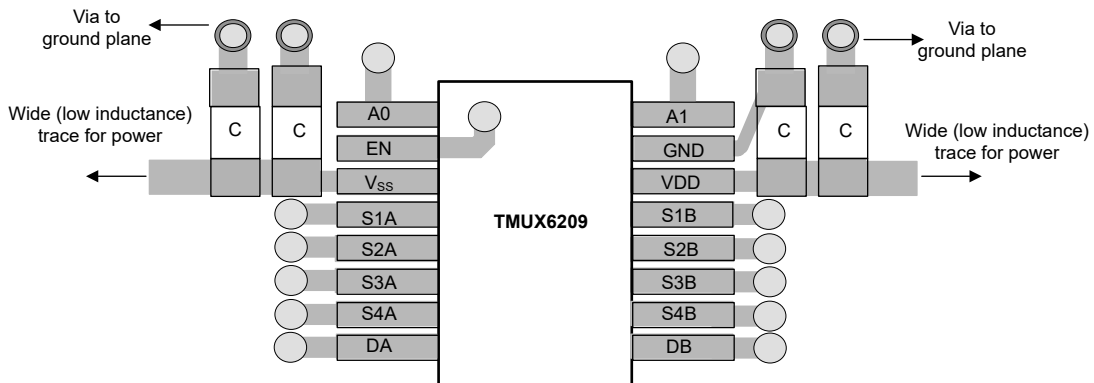 Via to
ground plane
Via to
ground plane
Wide (low inductance)
trace for power
C
C
A0
EN
VSS
S1A
S2A
S3A
S4A
DA
TMUX6209
A1
GND
VDD
S1B
S2B
S3B
S4B
DB
C
C
Wide (low inductance)
trace for power